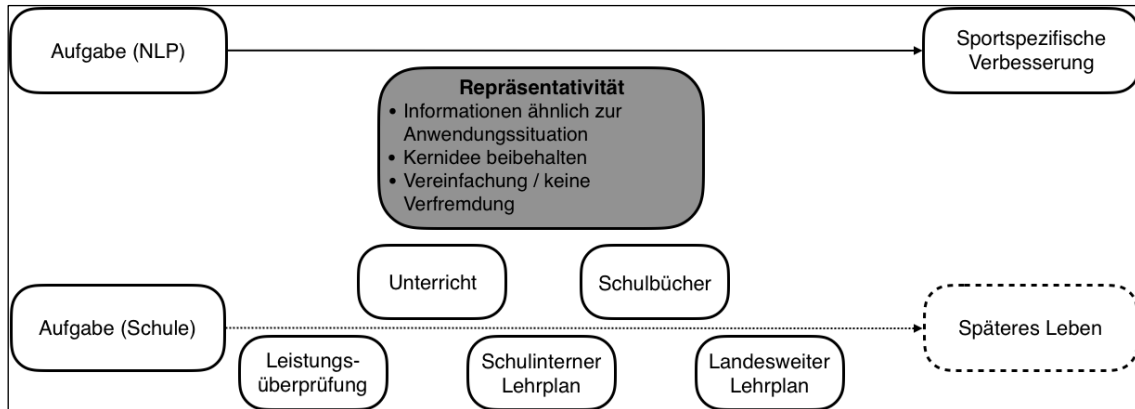 Aufgabe (NLP)
Sportspezifische
Verbesserung
Repräsentativität
• Informationen ähnlich zur
Anwendungssituation
• Kernidee beibehalten
• Vereinfachung / keine
Verfremdung
Unterricht
Schulbücher
Aufgabe (Schule)
Späteres Leben
Leistungs-
überprüfung
Schulinterner
Lehrplan
Landesweiter
Lehrplan